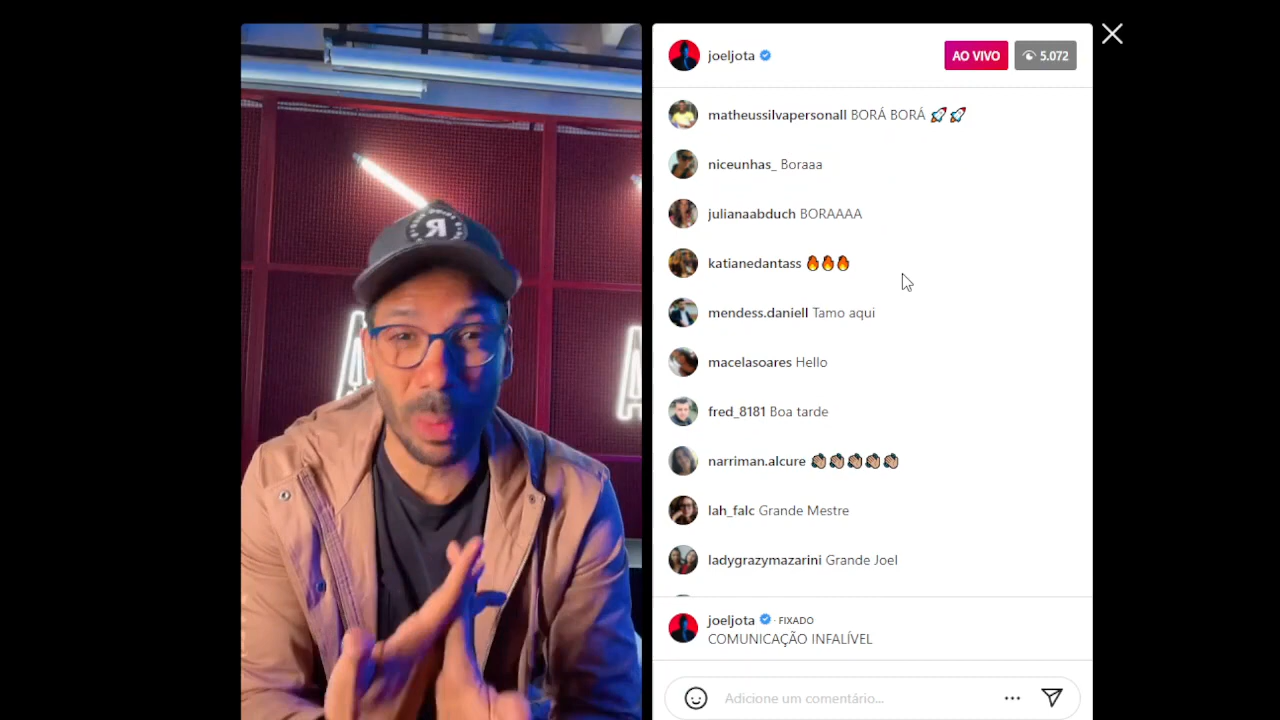 joeljota
AO VIVO
5.072
matheussilvapersonall BORÁ BORÁ 🚀🚀
niceunhas_ Boraaa
julianaabduch BORAAAA
katianedantass 🔥🔥🔥
mendess.daniell Tamo aqui
macelasoares Hello
fred_8181 Boa tarde
narriman.alcure 👏🏼👏🏼👏🏼👏🏼👏🏼
lah_falc Grande Mestre
ladygrazymazarini Grande Joel
joeljota · FIXADO
COMUNICAÇÃO INFALÍVEL
Adicione um comentário...